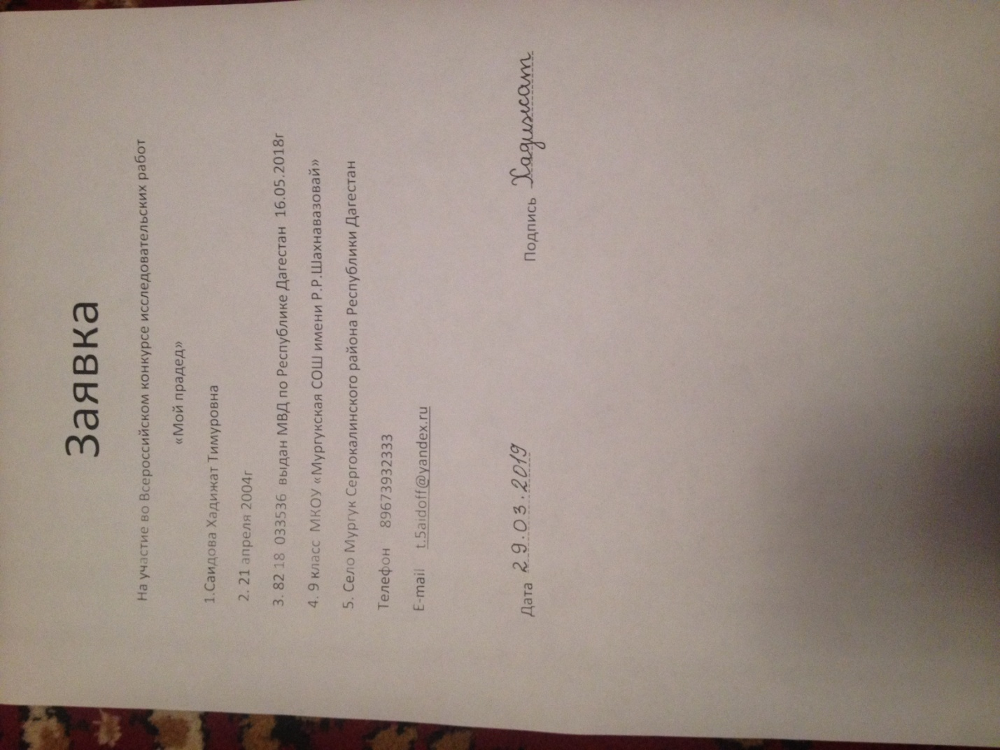 Заявка
На участие во Всероссийском конкурсе исследовательских работ
«Мой прадед»
1.Саидова Хадижат Тимуровна
2. 21 апреля 2004г
3. 82 18 033536 выдан МВД по Республике Дагестан 16.05.2018г
4. 9 класс МКОУ «Мургукская СОШ имени Р.Р.Шахнавазовай»
5. Село Мургук Сергокалинского района Республики Дагестан
Телефон 89673932333
E-mail t.5aidoff@yandex.ru
Дата 29.03.2019 Подпись Хадижат